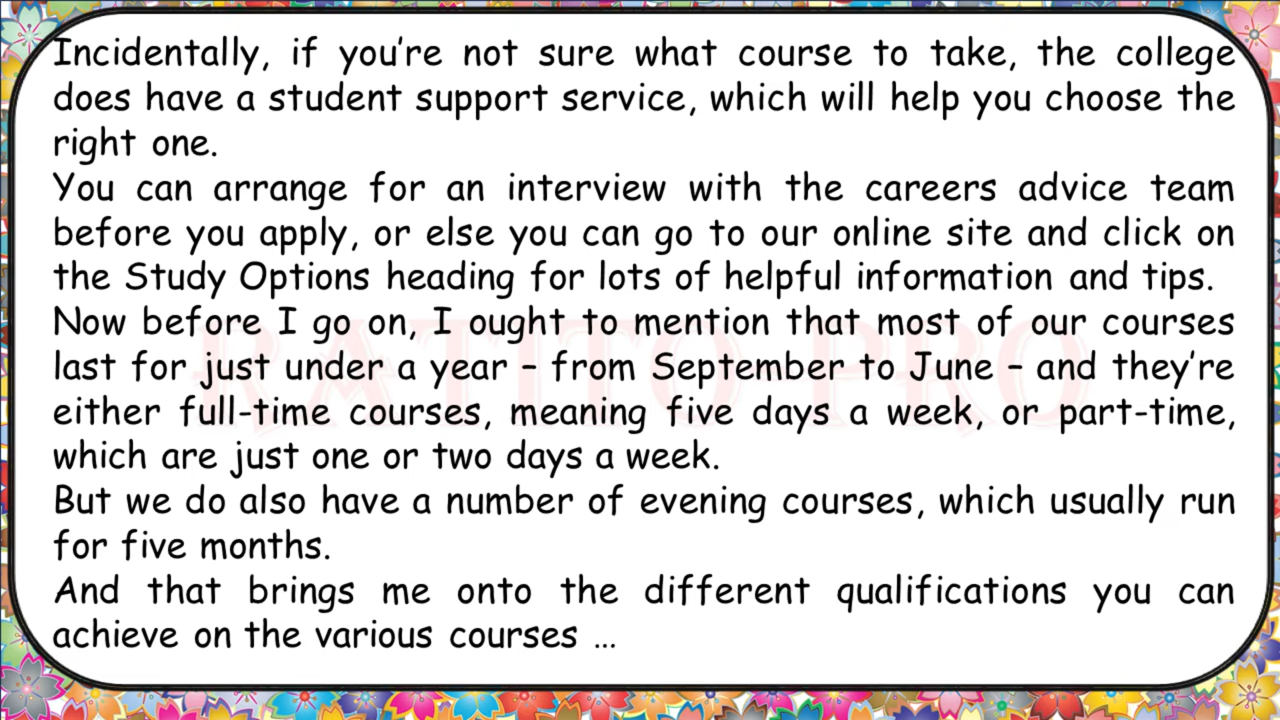 Incidentally, if you're not sure what course to take, the college
does have a student support service, which will help you choose the
right one.
You can arrange for an interview with the careers advice team
before you apply, or else you can go to our online site and click on
the Study Options heading for lots of helpful information and tips.
Now before I go on, I ought to mention that most of our courses
last for just under a year – from September to June – and they're
either full-time courses, meaning five days a week, or part-time,
which are just one or two days a week.
But we do also have a number of evening courses, which usually run
for five months.
And that brings me onto the different qualifications you can
achieve on the various courses ...
RATITO PRO